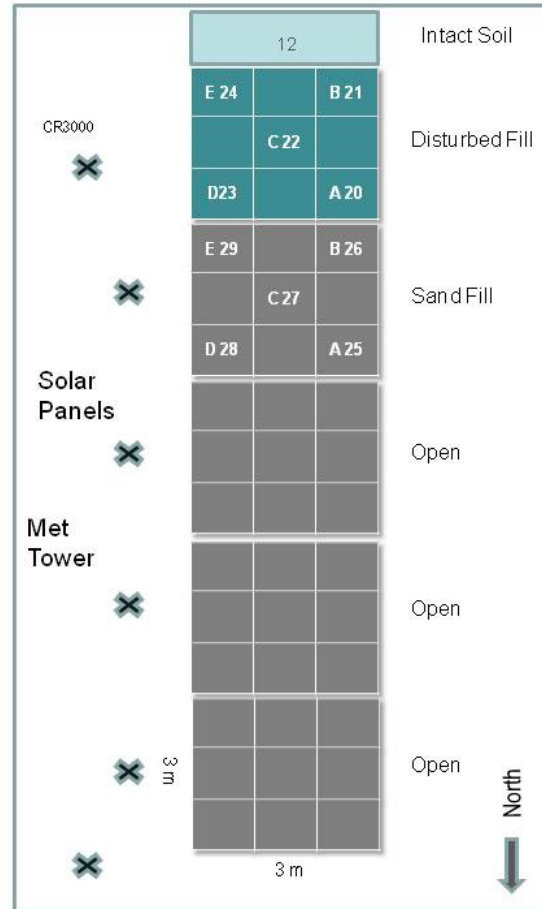 12
Intact Soil
E 24
B 21
CR3000
C 22
Disturbed Fill
D23
A 20
E 29
B 26
C 27
Sand Fill
D 28
A 25
Solar
Panels
Open
Met
Tower
Open
3 m
Open
North
3 m